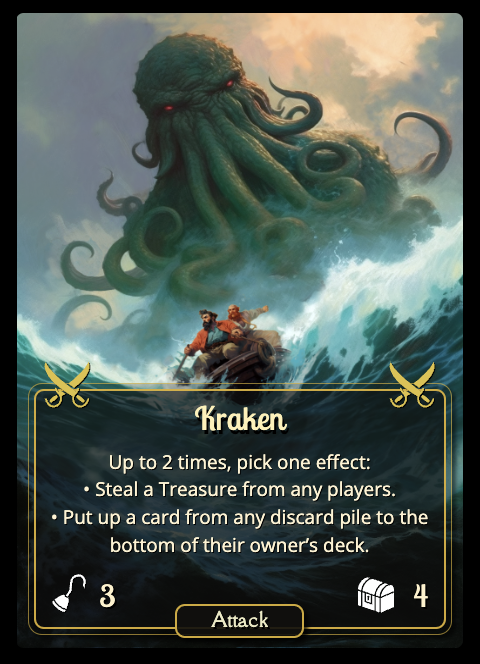 Kraken
Up to 2 times, pick one effect:
• Steal a Treasure from any players.
• Put up a card from any discard pile to the
bottom of their owner’s deck.
3
4
Attack